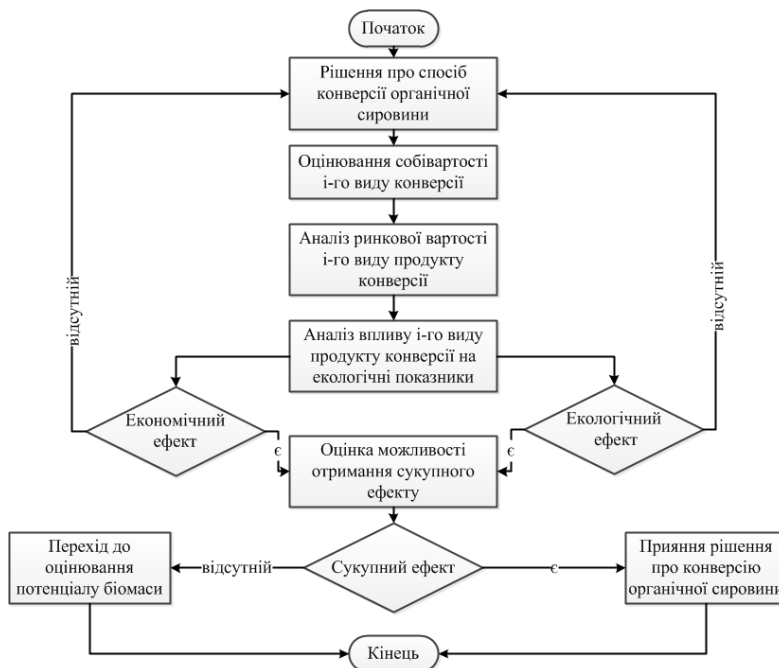 Початок
Рішення про спосіб
конверсії органічної
сировини
Оцінювання собівартості
і-го виду конверсії
Аналіз ринкової вартості
і-го виду продукту
конверсії
відсутній
відсутній
Аналіз впливу і-го виду
продукту конверсії на
екологічні показники
Економічний
ефект
Екологічний
ефект
є
є
Оцінка можливості
отримання сукупного
ефекту
Перехід до
оцінювання
потенціалу біомаси
відсутній
Сукупний ефект
є
Прияння рішення
про конверсію
органічної сировини
Кінець